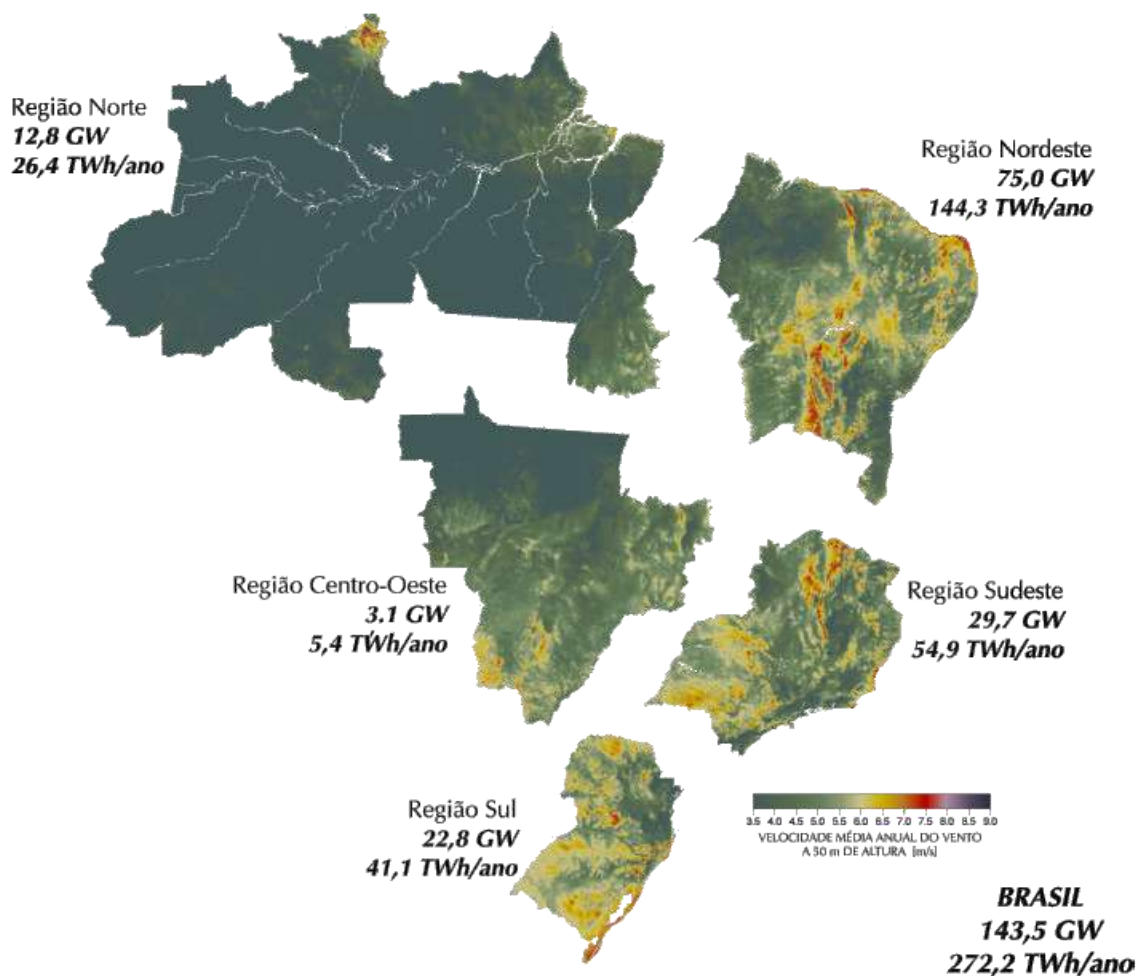 Região Norte
12,8 GW
26,4 TWh/ano
Região Nordeste
75,0 GW
144,3 TWh/ano
Região Centro-Oeste
3.1 GW
5,4 TWh/ano
Região Sudeste
29,7 GW
54,9 TWh/ano
Região Sul
22,8 GW
41,1 TWh/ano
3.5 4.0 4.5 5.0 5.5 6.0 6.5 7.0 7.5 8.0 8.5 9.0
VELOCIDADE MÉDIA ANUAL DO VENTO
A 50 m DE ALTURA [m/s]
BRASIL
143,5 GW
272,2 TWh/ano